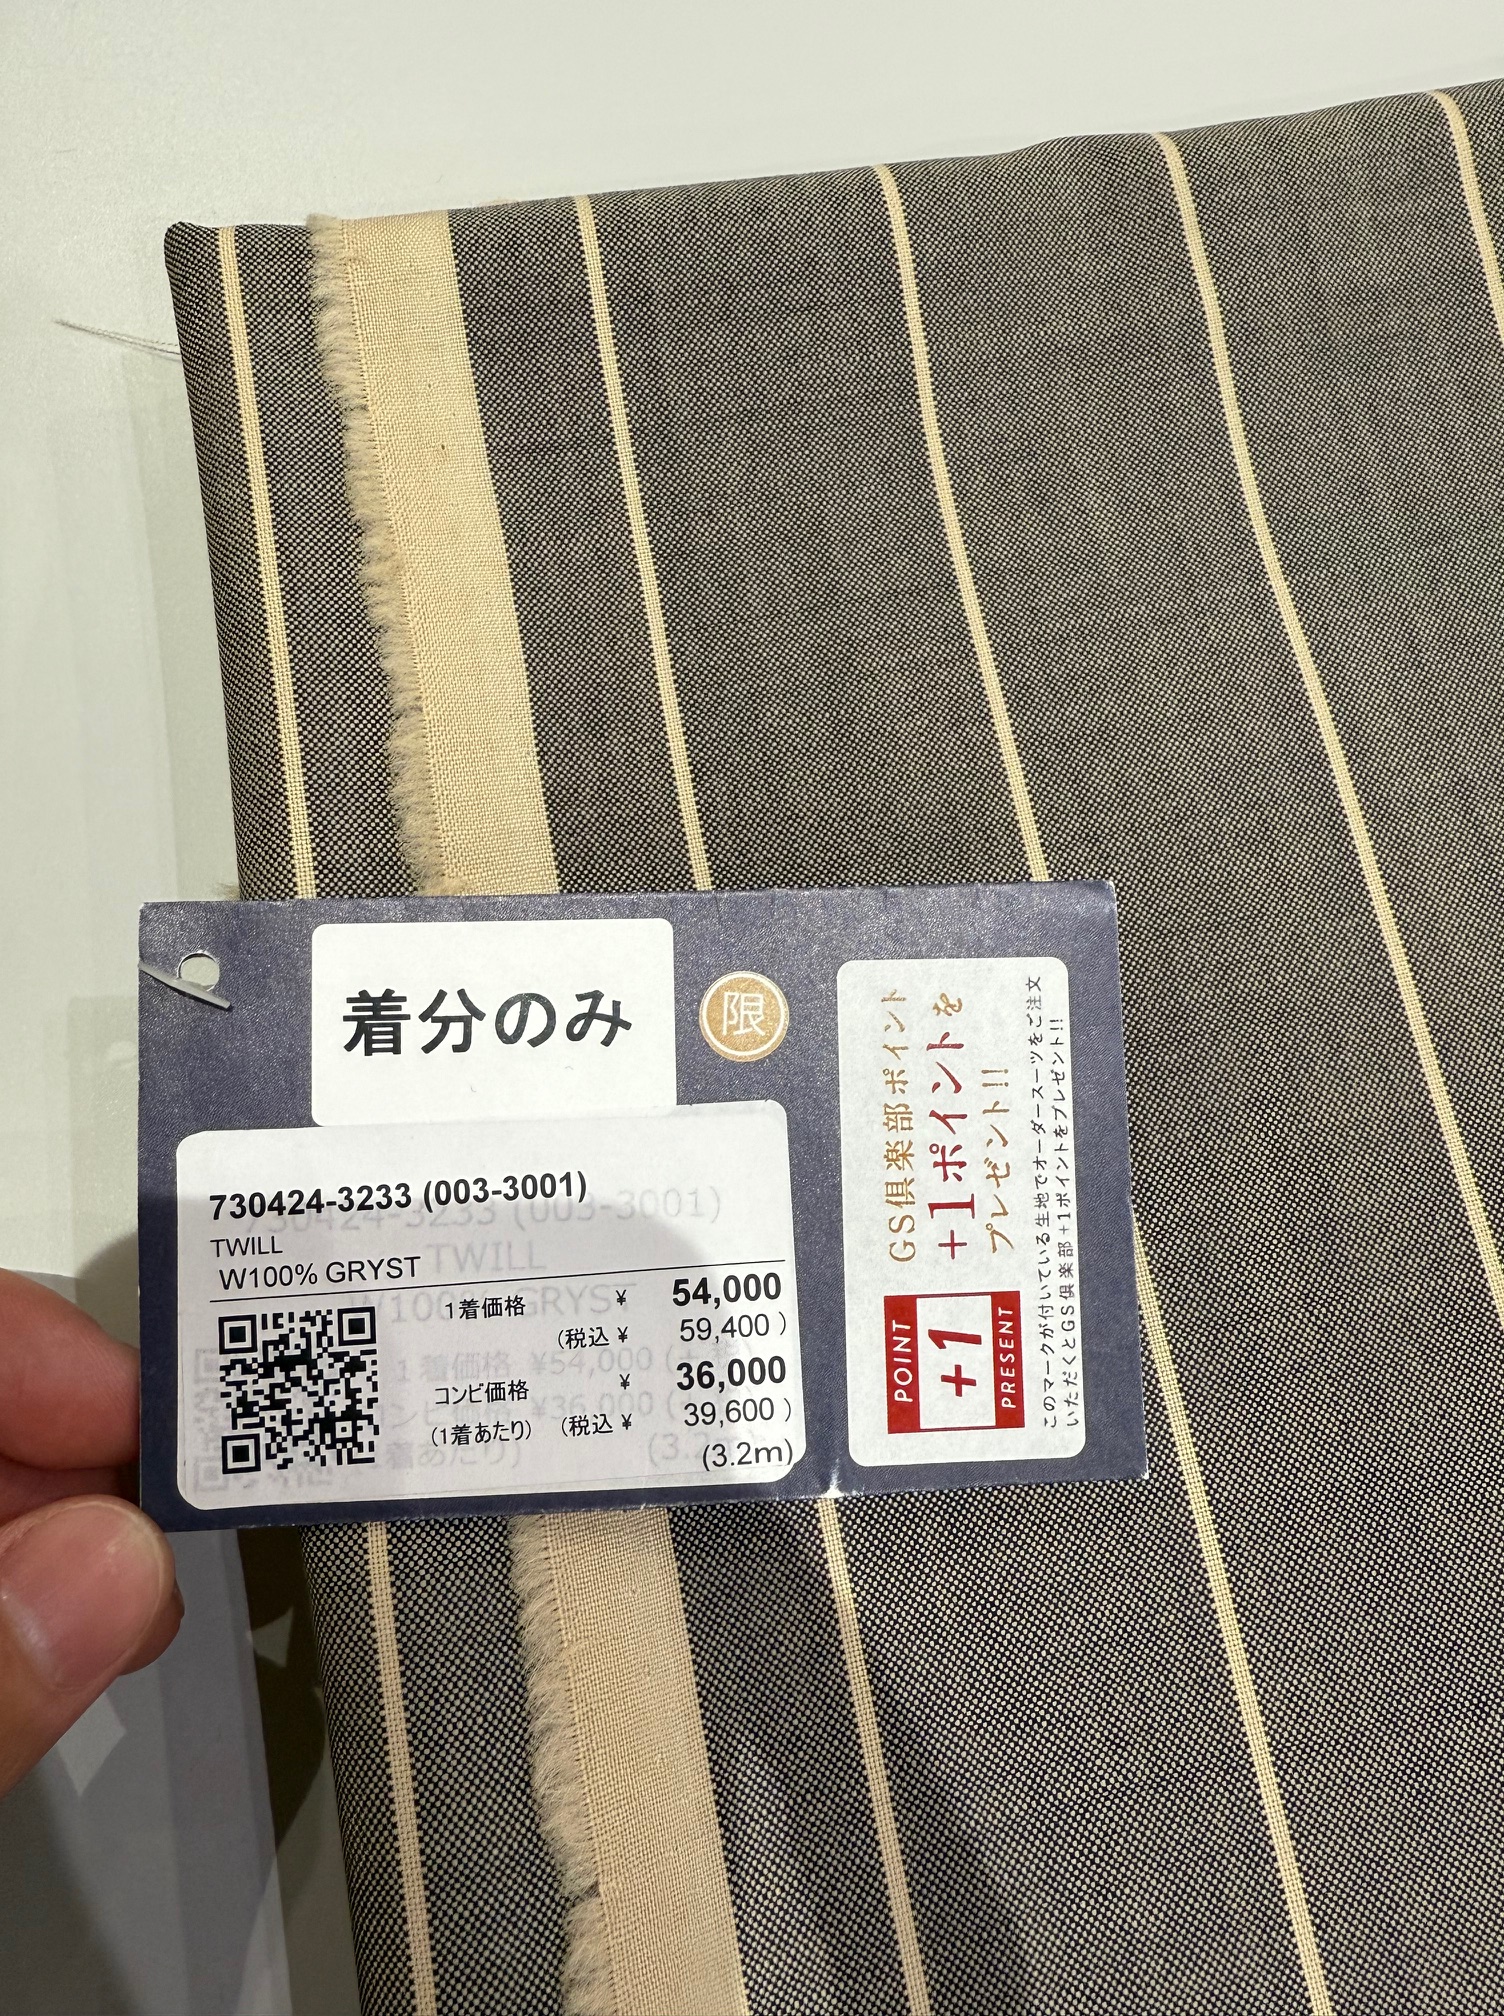 着分のみ
限
730424-3233 (003-3001)
TWILL
W100% GRYST
1着価格 ¥ 54,000
(税込 ¥ 59,400 )
コンビ価格 ¥ 36,000
(1着あたり) (税込 ¥ 39,600 )
(3.2m)
GS倶楽部ポイント
+1ポイントを
プレゼント!!
POINT
+1
PRESENT
このマークが付いている生地でオーダースーツをご注文
いただくとGS倶楽部+1ポイントをプレゼント!!